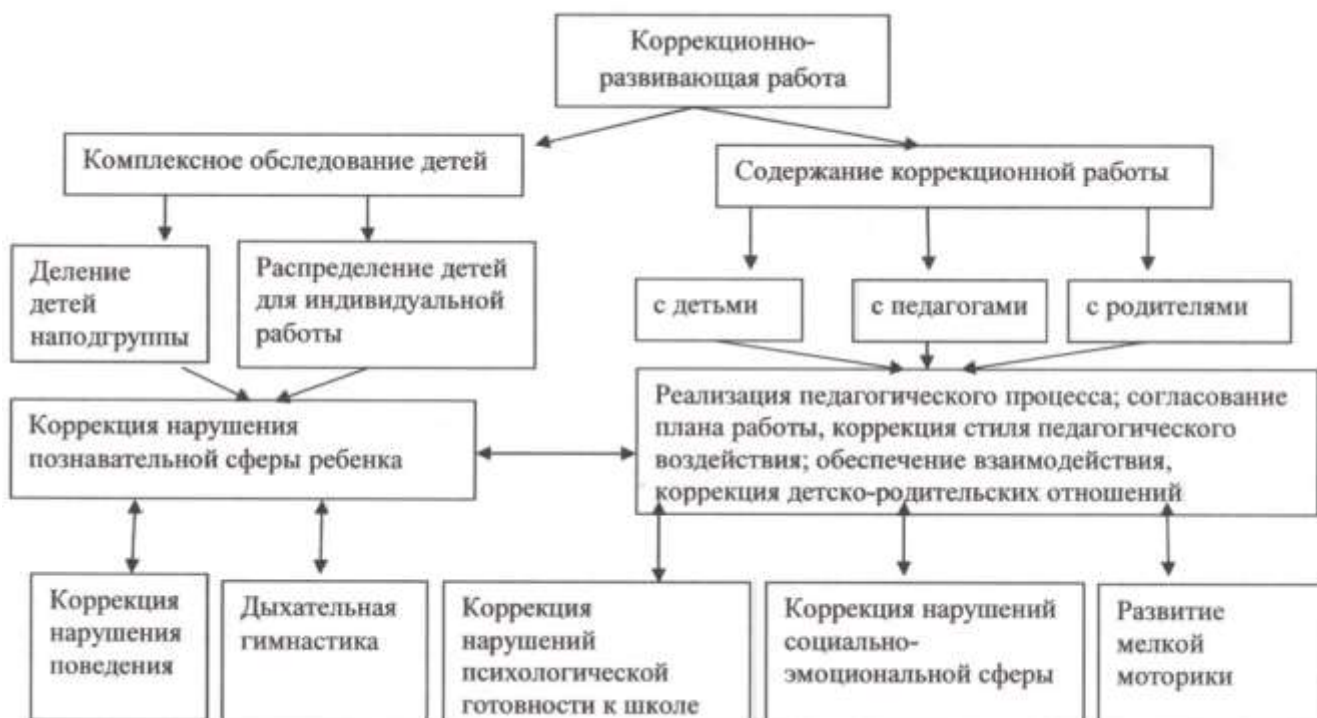 Коррекционно-
развивающая работа
Комплексное обследование детей
Содержание коррекционной работы
Деление
детей
наподгруппы
Распределение детей
для индивидуальной
работы
с детьми
с педагогами
с родителями
Коррекция нарушения
познавательной сферы ребенка
Реализация педагогического процесса; согласование
плана работы, коррекция стиля педагогического
воздействия; обеспечение взаимодействия,
коррекция детско-родительских отношений
Коррекция
нарушения
поведения
Дыхательная
гимнастика
Коррекция
нарушений
психологической
готовности к школе
Коррекция нарушений
социально-
эмоциональной сферы
Развитие
мелкой
моторики